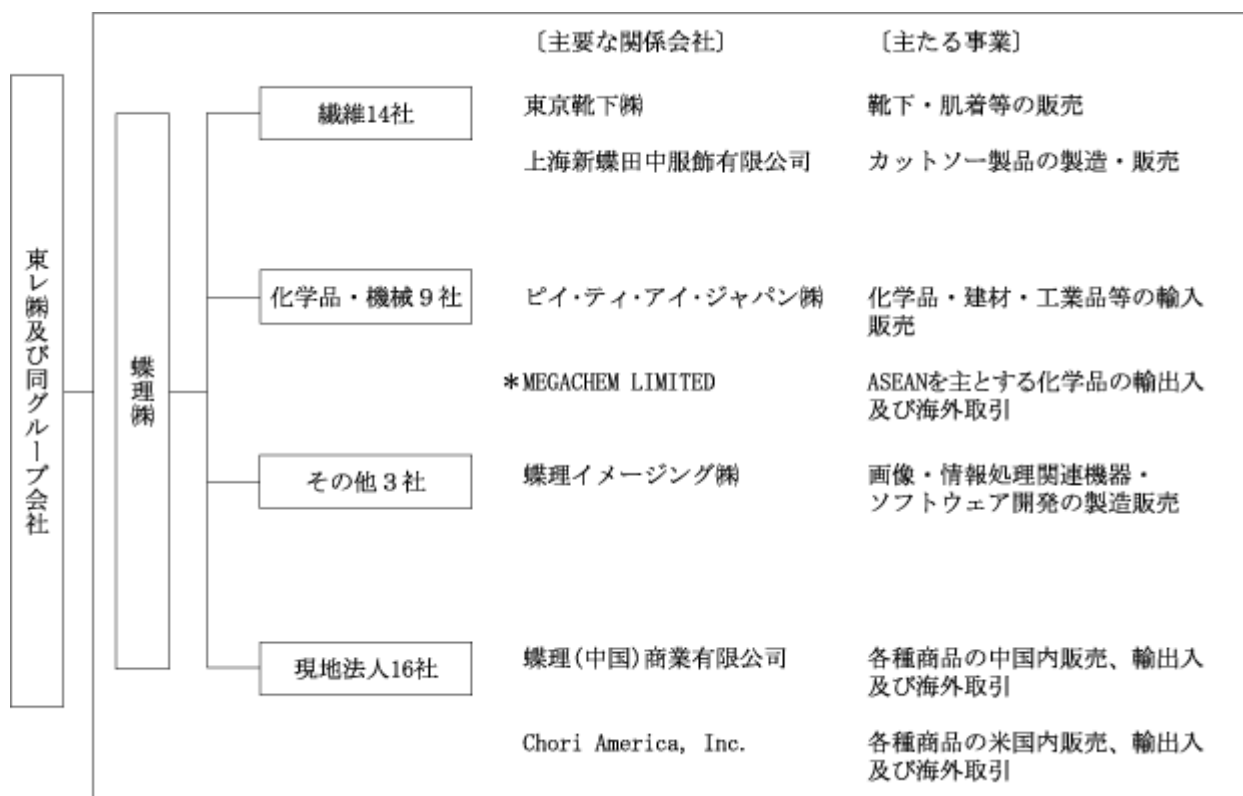 〔主要な関係会社〕 〔主たる事業〕
東レ㈱及び同グループ会社
蝶理㈱
繊維14社 東京靴下㈱ 靴下・肌着等の販売
上海新蝶田中服飾有限公司 カットソー製品の製造・販売
化学品・機械９社 ピイ・ティ・アイ・ジャパン㈱ 化学品・建材・工業品等の輸入
販売
＊MEGACHEM LIMITED ASEANを主とする化学品の輸出入
及び海外取引
その他３社 蝶理イメージング㈱ 画像・情報処理関連機器・
ソフトウェア開発の製造販売
現地法人16社 蝶理(中国)商業有限公司 各種商品の中国内販売、輸出入
及び海外取引
Chori America, Inc. 各種商品の米国内販売、輸出入
及び海外取引